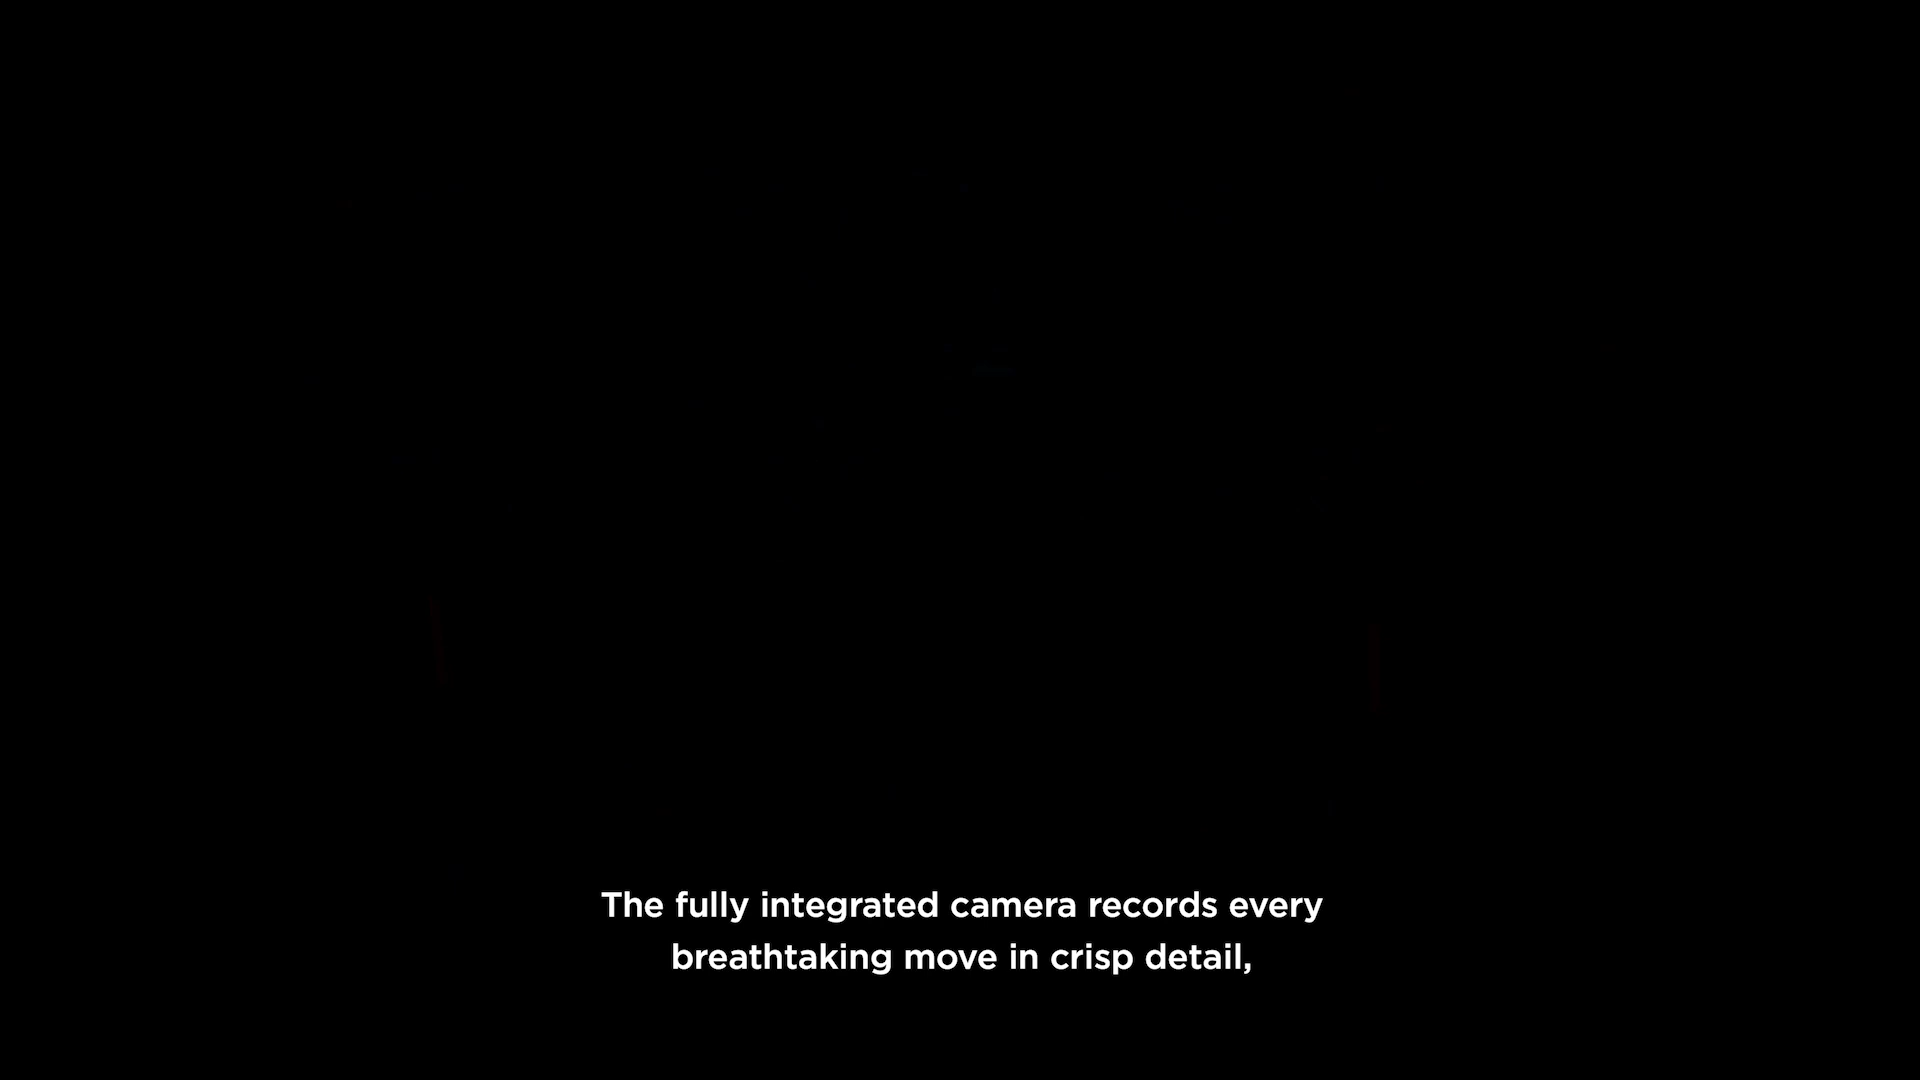 The fully integrated camera records every
breathtaking move in crisp detail,